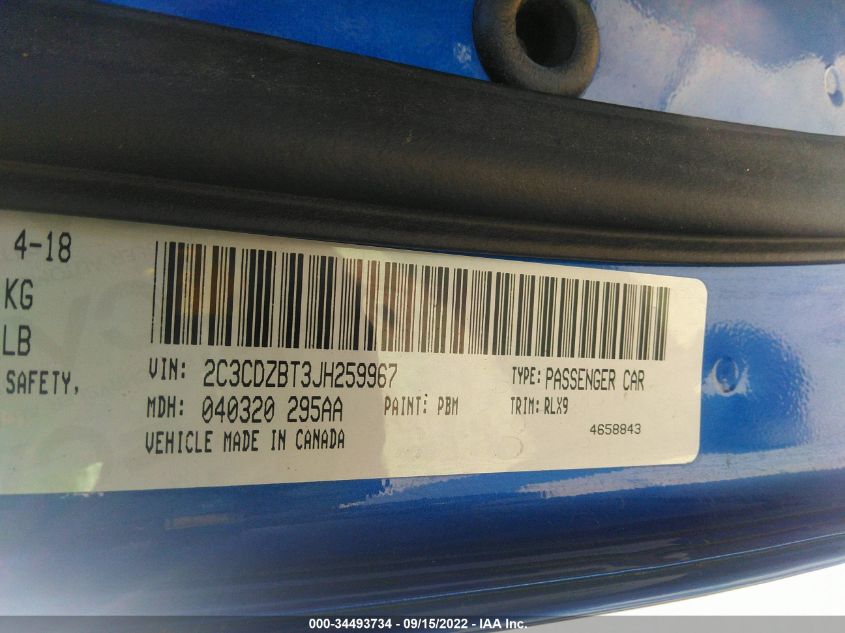 4-18
KG
LB
SAFETY,
VIN: 2C3CDZBT3JH259967 TYPE: PASSENGER CAR
MDH: 040320 295AA PAINT: PBM TRIM: RLX9
VEHICLE MADE IN CANADA 4658843
000-34493734 - 09/15/2022 - IAA Inc.